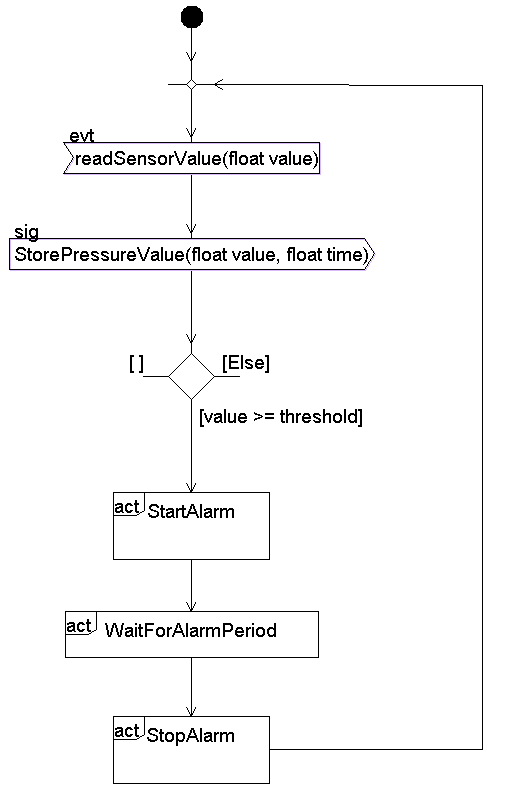 evt
readSensorValue(float value)
sig
StorePressureValue(float value, float time)
[ ]
[Else]
[value >= threshold]
act
StartAlarm
act
WaitForAlarmPeriod
act
StopAlarm